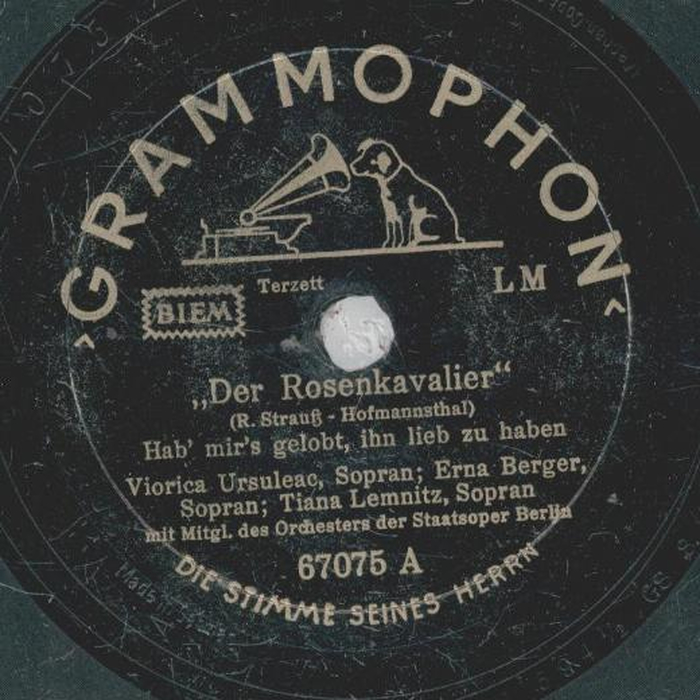 >GRAMMOPHON<
Terzett
LM
BIEM
„Der Rosenkavalier“
(R. Strauß - Hofmannsthal)
Hab' mir's gelobt, ihn lieb zu haben
Viorica Ursuleac, Sopran; Erna Berger,
Sopran; Tiana Lemnitz, Sopran
mit Mitgl. des Orchesters der Staatsoper Berlin
67075 A
DIE STIMME SEINES HERRN